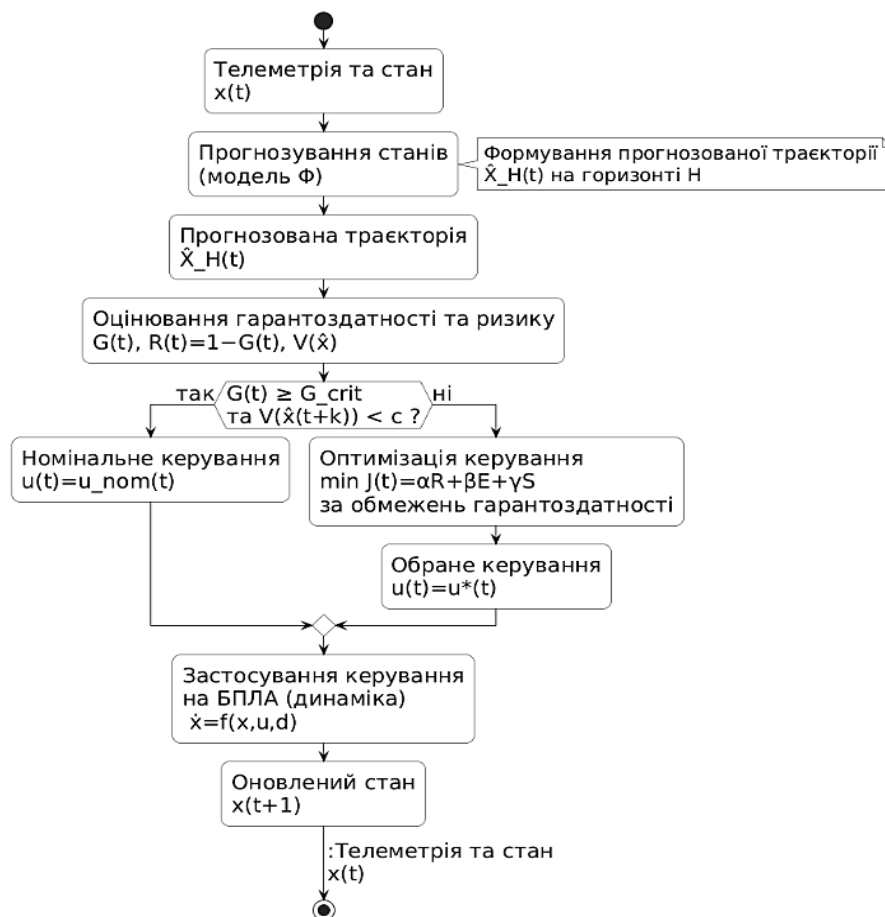 Телеметрія та стан
x(t)
Прогнозування станів
(модель Φ)
Формування прогнозованої траєкторії
X̂_H(t) на горизонті H
Прогнозована траєкторія
X̂_H(t)
Оцінювання гарантоздатності та ризику
G(t), R(t)=1−G(t), V(x̂)
так
G(t) ≥ G_crit
та V(x̂(t+k)) < c ?
ні
Номінальне керування
u(t)=u_nom(t)
Оптимізація керування
min J(t)=αR+βE+γS
за обмежень гарантоздатності
Обране керування
u(t)=u*(t)
Застосування керування
на БПЛА (динаміка)
ẋ=f(x,u,d)
Оновлений стан
x(t+1)
:Телеметрія та стан
x(t)